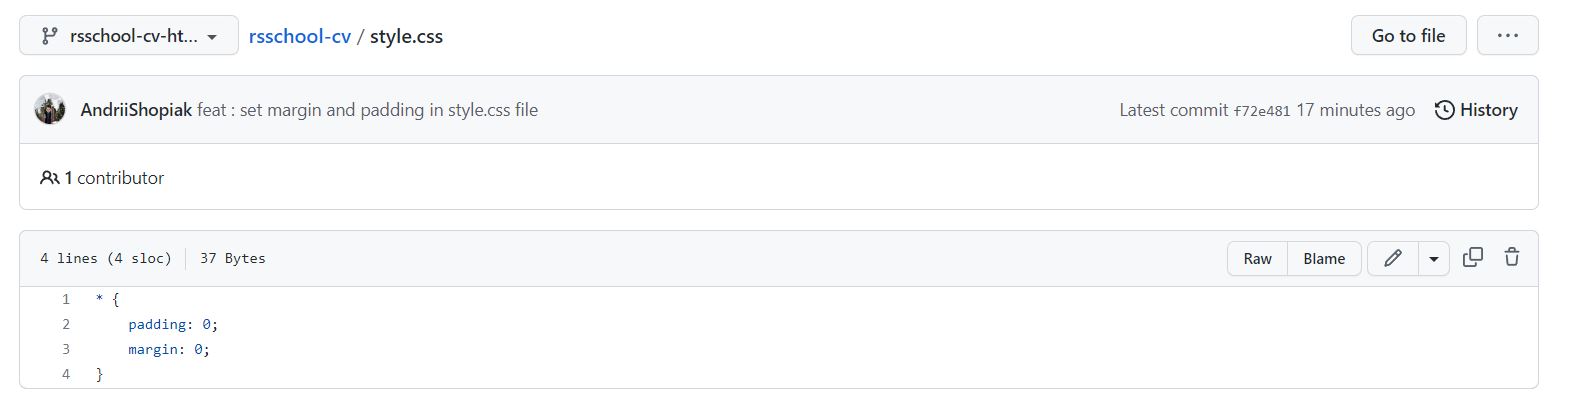 rsschool-cv-ht... rsschool-cv / style.css Go to file ...
AndriiShopiak feat : set margin and padding in style.css file Latest commit f72e481 17 minutes ago History
1 contributor
4 lines (4 sloc) 37 Bytes Raw Blame
1 * {
2 padding: 0;
3 margin: 0;
4 }